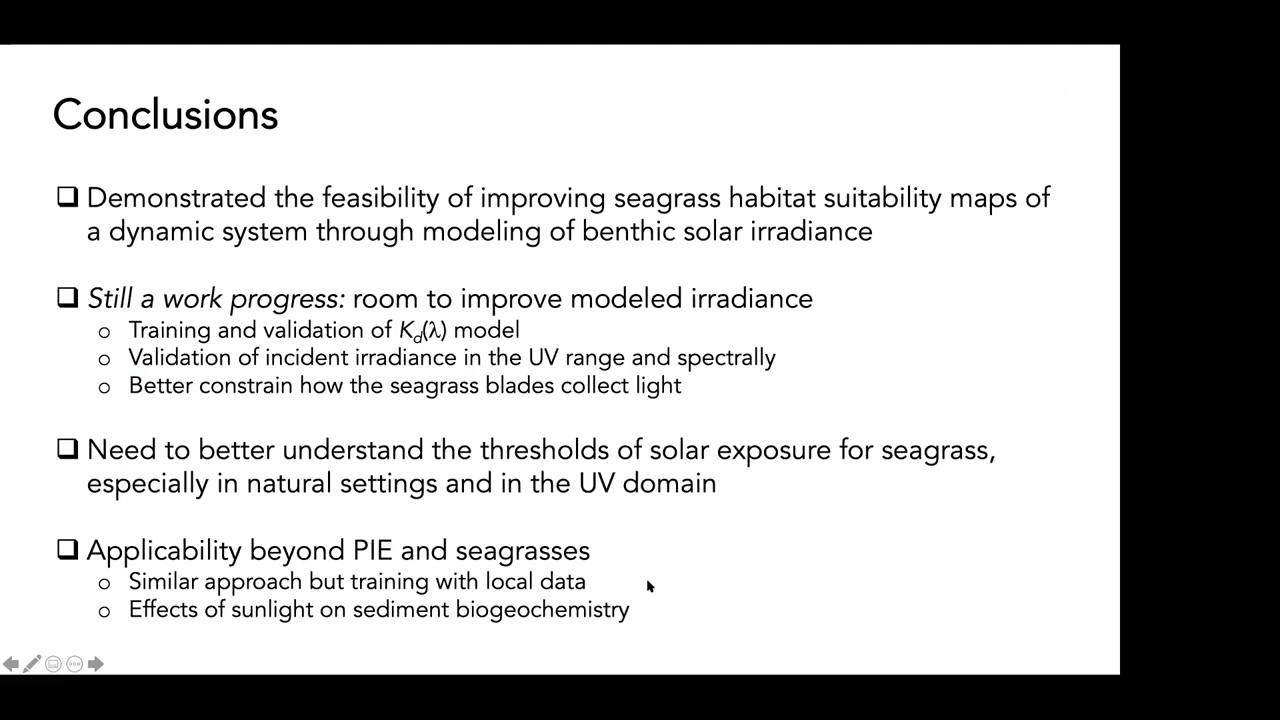 Conclusions
❑ Demonstrated the feasibility of improving seagrass habitat suitability maps of
a dynamic system through modeling of benthic solar irradiance
❑ Still a work progress: room to improve modeled irradiance
o Training and validation of Kd(λ) model
o Validation of incident irradiance in the UV range and spectrally
o Better constrain how the seagrass blades collect light
❑ Need to better understand the thresholds of solar exposure for seagrass,
especially in natural settings and in the UV domain
❑ Applicability beyond PIE and seagrasses
o Similar approach but training with local data
o Effects of sunlight on sediment biogeochemistry